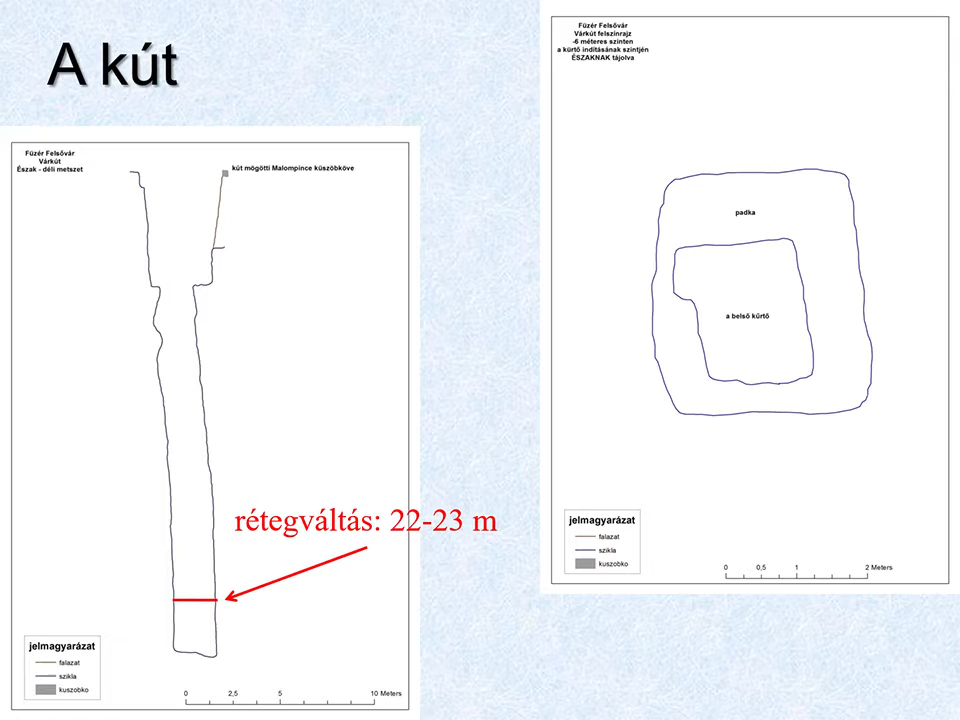 A kút
Füzér Felsővár
Várkút
Észak - déli metszet
kút mögötti Malompince küszöbköve
rétegváltás: 22-23 m
jelmagyarázat
falazat
szikla
kuszobko
0 2,5 5 10 Meters
Füzér Felsővár
Várkút felszínrajz
-6 méteres szinten
a kürtő indításának szintjén
ÉSZAKNAK tájolva
padka
a belső kűrtő
jelmagyarázat
falazat
szikla
kuszobko
0 0,5 1 2 Meters